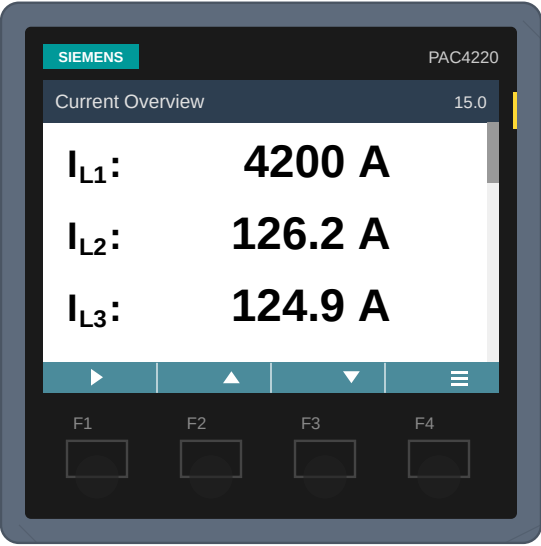 SIEMENS PAC4220
Current Overview 15.0
IL1: 4200 A
IL2: 126.2 A
IL3: 124.9 A
F1 F2 F3 F4